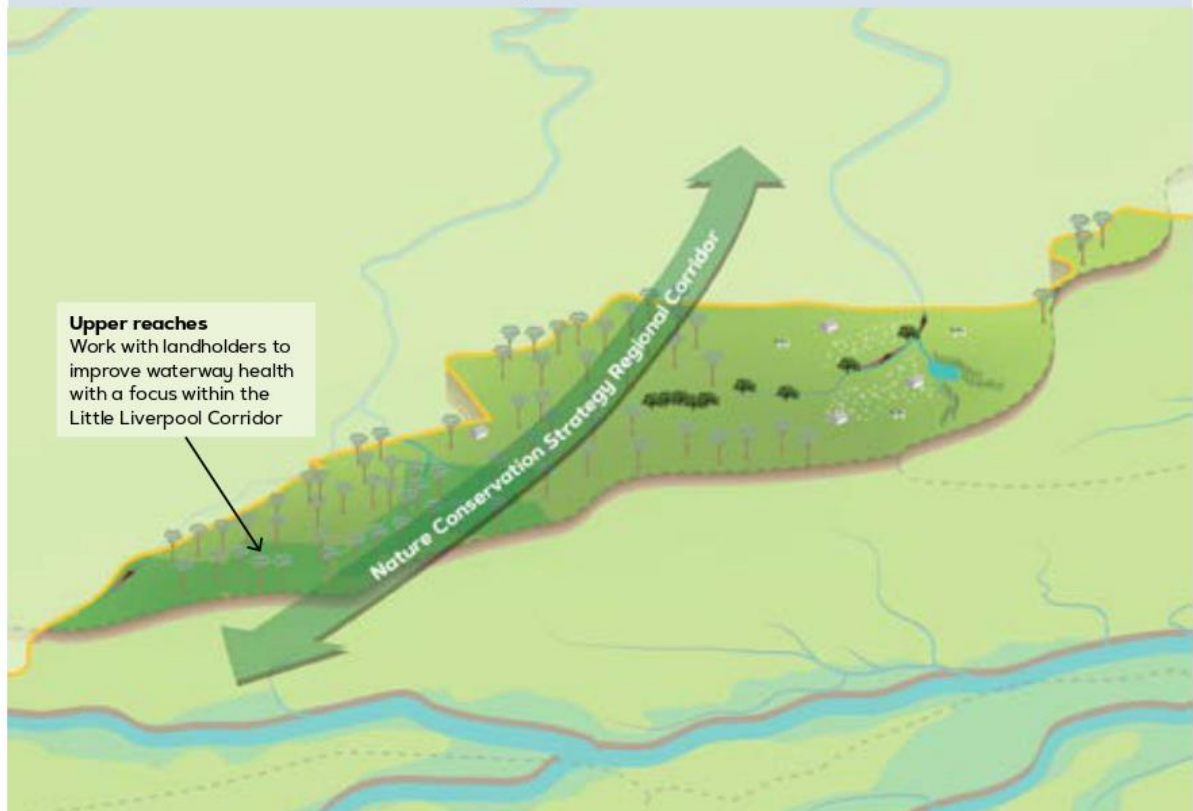 Upper reaches
Work with landholders to
improve waterway health
with a focus within the
Little Liverpool Corridor
Nature Conservation Strategy Regional Corridor